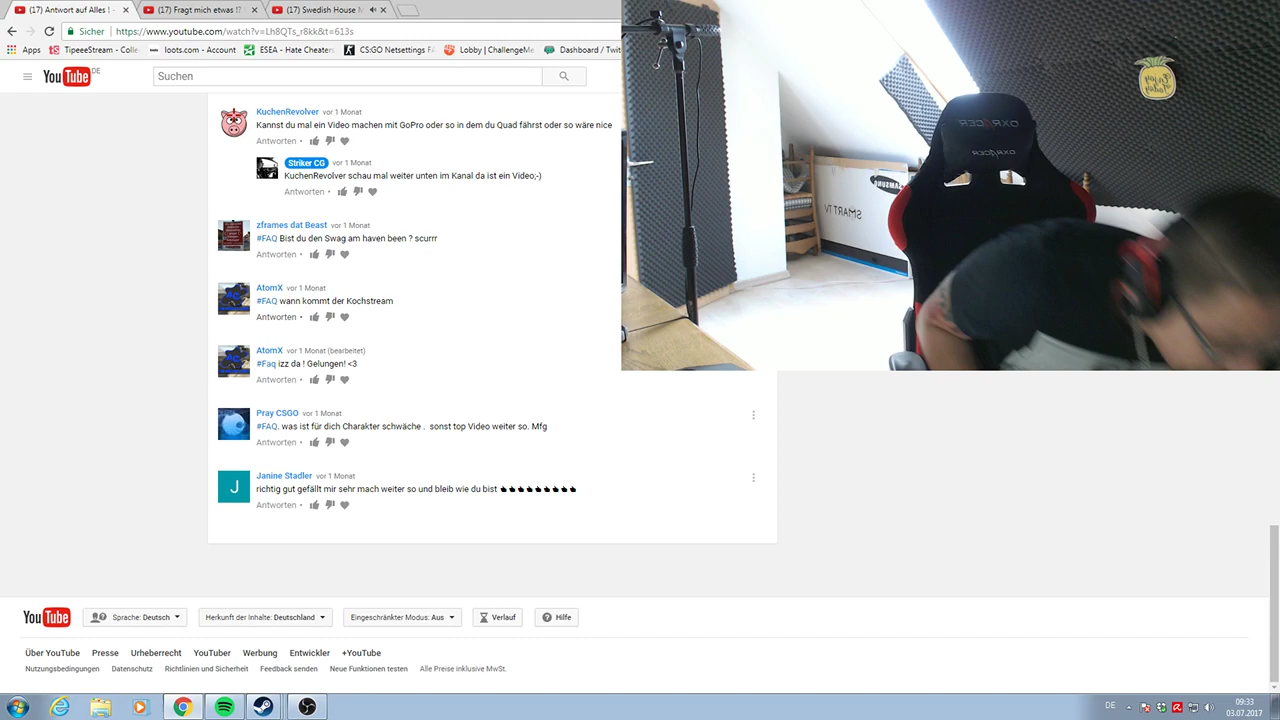 (17) Antwort auf Alles ! -
(17) Fragt mich etwas !?
(17) Swedish House
Sicher
https://www.youtube.com/watch?v=Lh8QTs_r8kk&t=613s
Apps
TipeeeStream - Colle
loots.com - Account
ESEA - Hate Cheater
CS:GO Netsettings F
Lobby | ChallengeMe
Dashboard / Twitt
YouTube DE
Suchen
KuchenRevolver vor 1 Monat
Kannst du mal ein Video machen mit GoPro oder so in dem du Quad fährst oder so wäre nice
Antworten •
Striker CG vor 1 Monat
KuchenRevolver schau mal weiter unten im Kanal da ist ein Video;-)
Antworten •
zframes dat Beast vor 1 Monat
#FAQ Bist du den Swag am haven been ? scurrr
Antworten •
AtomX vor 1 Monat
#FAQ wann kommt der Kochstream
Antworten •
AtomX vor 1 Monat (bearbeitet)
#Faq izz da ! Gelungen! <3
Antworten •
Pray CSGO vor 1 Monat
#FAQ. was ist für dich Charakter schwäche . sonst top Video weiter so. Mfg
Antworten •
J
Janine Stadler vor 1 Monat
richtig gut gefällt mir sehr mach weiter so und bleib wie du bist
Antworten •
SAMSUNG
SMART TV
Enjoy
today
YouTube
Sprache: Deutsch
Herkunft der Inhalte: Deutschland
Eingeschränkter Modus: Aus
Verlauf
Hilfe
Über YouTube Presse Urheberrecht YouTuber Werbung Entwickler +YouTube
Nutzungsbedingungen Datenschutz Richtlinien und Sicherheit Feedback senden Neue Funktionen testen Alle Preise inklusive MwSt.
DE
09:33
03.07.2017